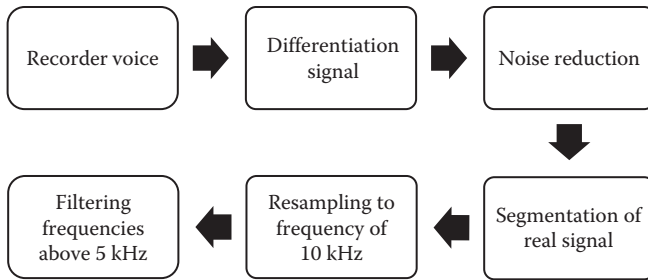 Recorder voice
Differentiation
signal
Noise reduction
Segmentation of
real signal
Resampling to
frequency of
10 kHz
Filtering
frequencies
above 5 kHz